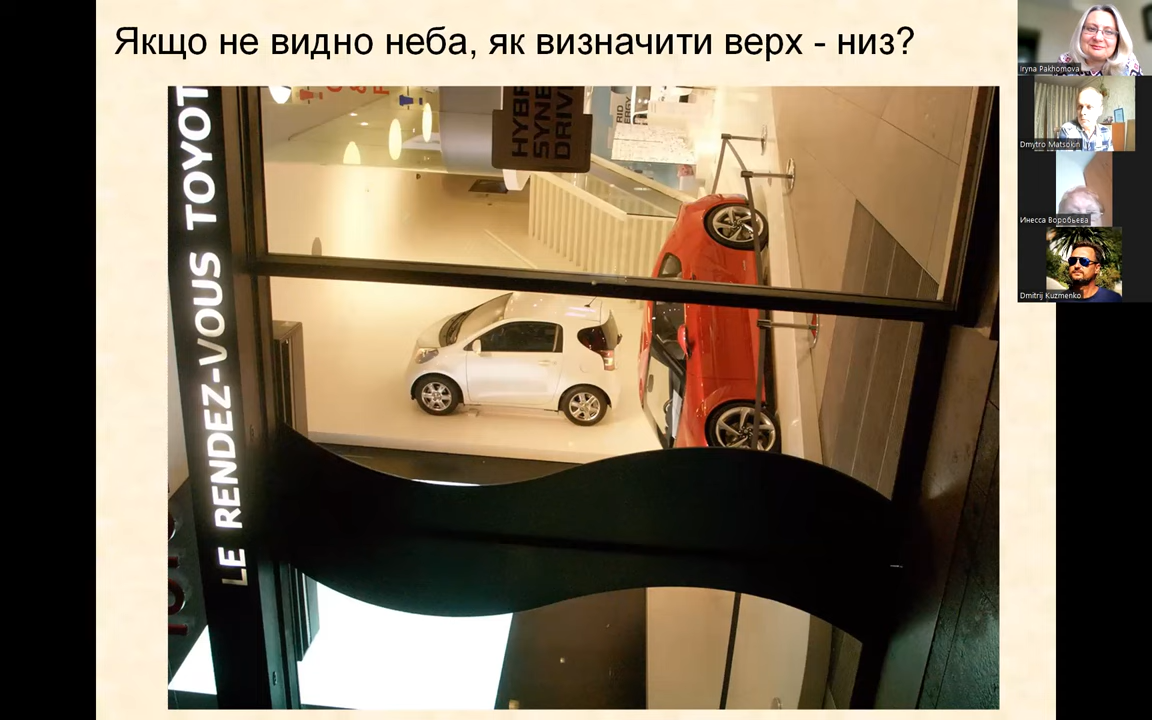 Якщо не видно неба, як визначити верх - низ?
LE RENDEZ-VOUS TOYOT
HYBR
SYNE
DRIVE
Iryna Pakhomova
Dmytro Matsokin
Инесса Воробьева
Dmitrij Kuzmenko